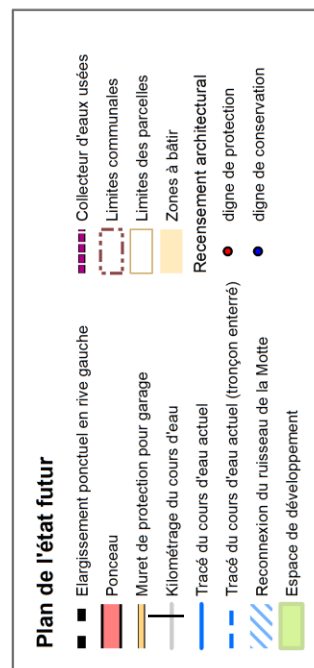 Plan de l'état futur
Elargissement ponctuel en rive gauche
Ponceau
Muret de protection pour garage
Kilométrage du cours d'eau
Tracé du cours d'eau actuel
Tracé du cours d'eau actuel (tronçon enterré)
Reconnexion du ruisseau de la Motte
Espace de développement
Collecteur d'eaux usées
Limites communales
Limites des parcelles
Zones à bâtir
Recensement architectural
digne de protection
digne de conservation